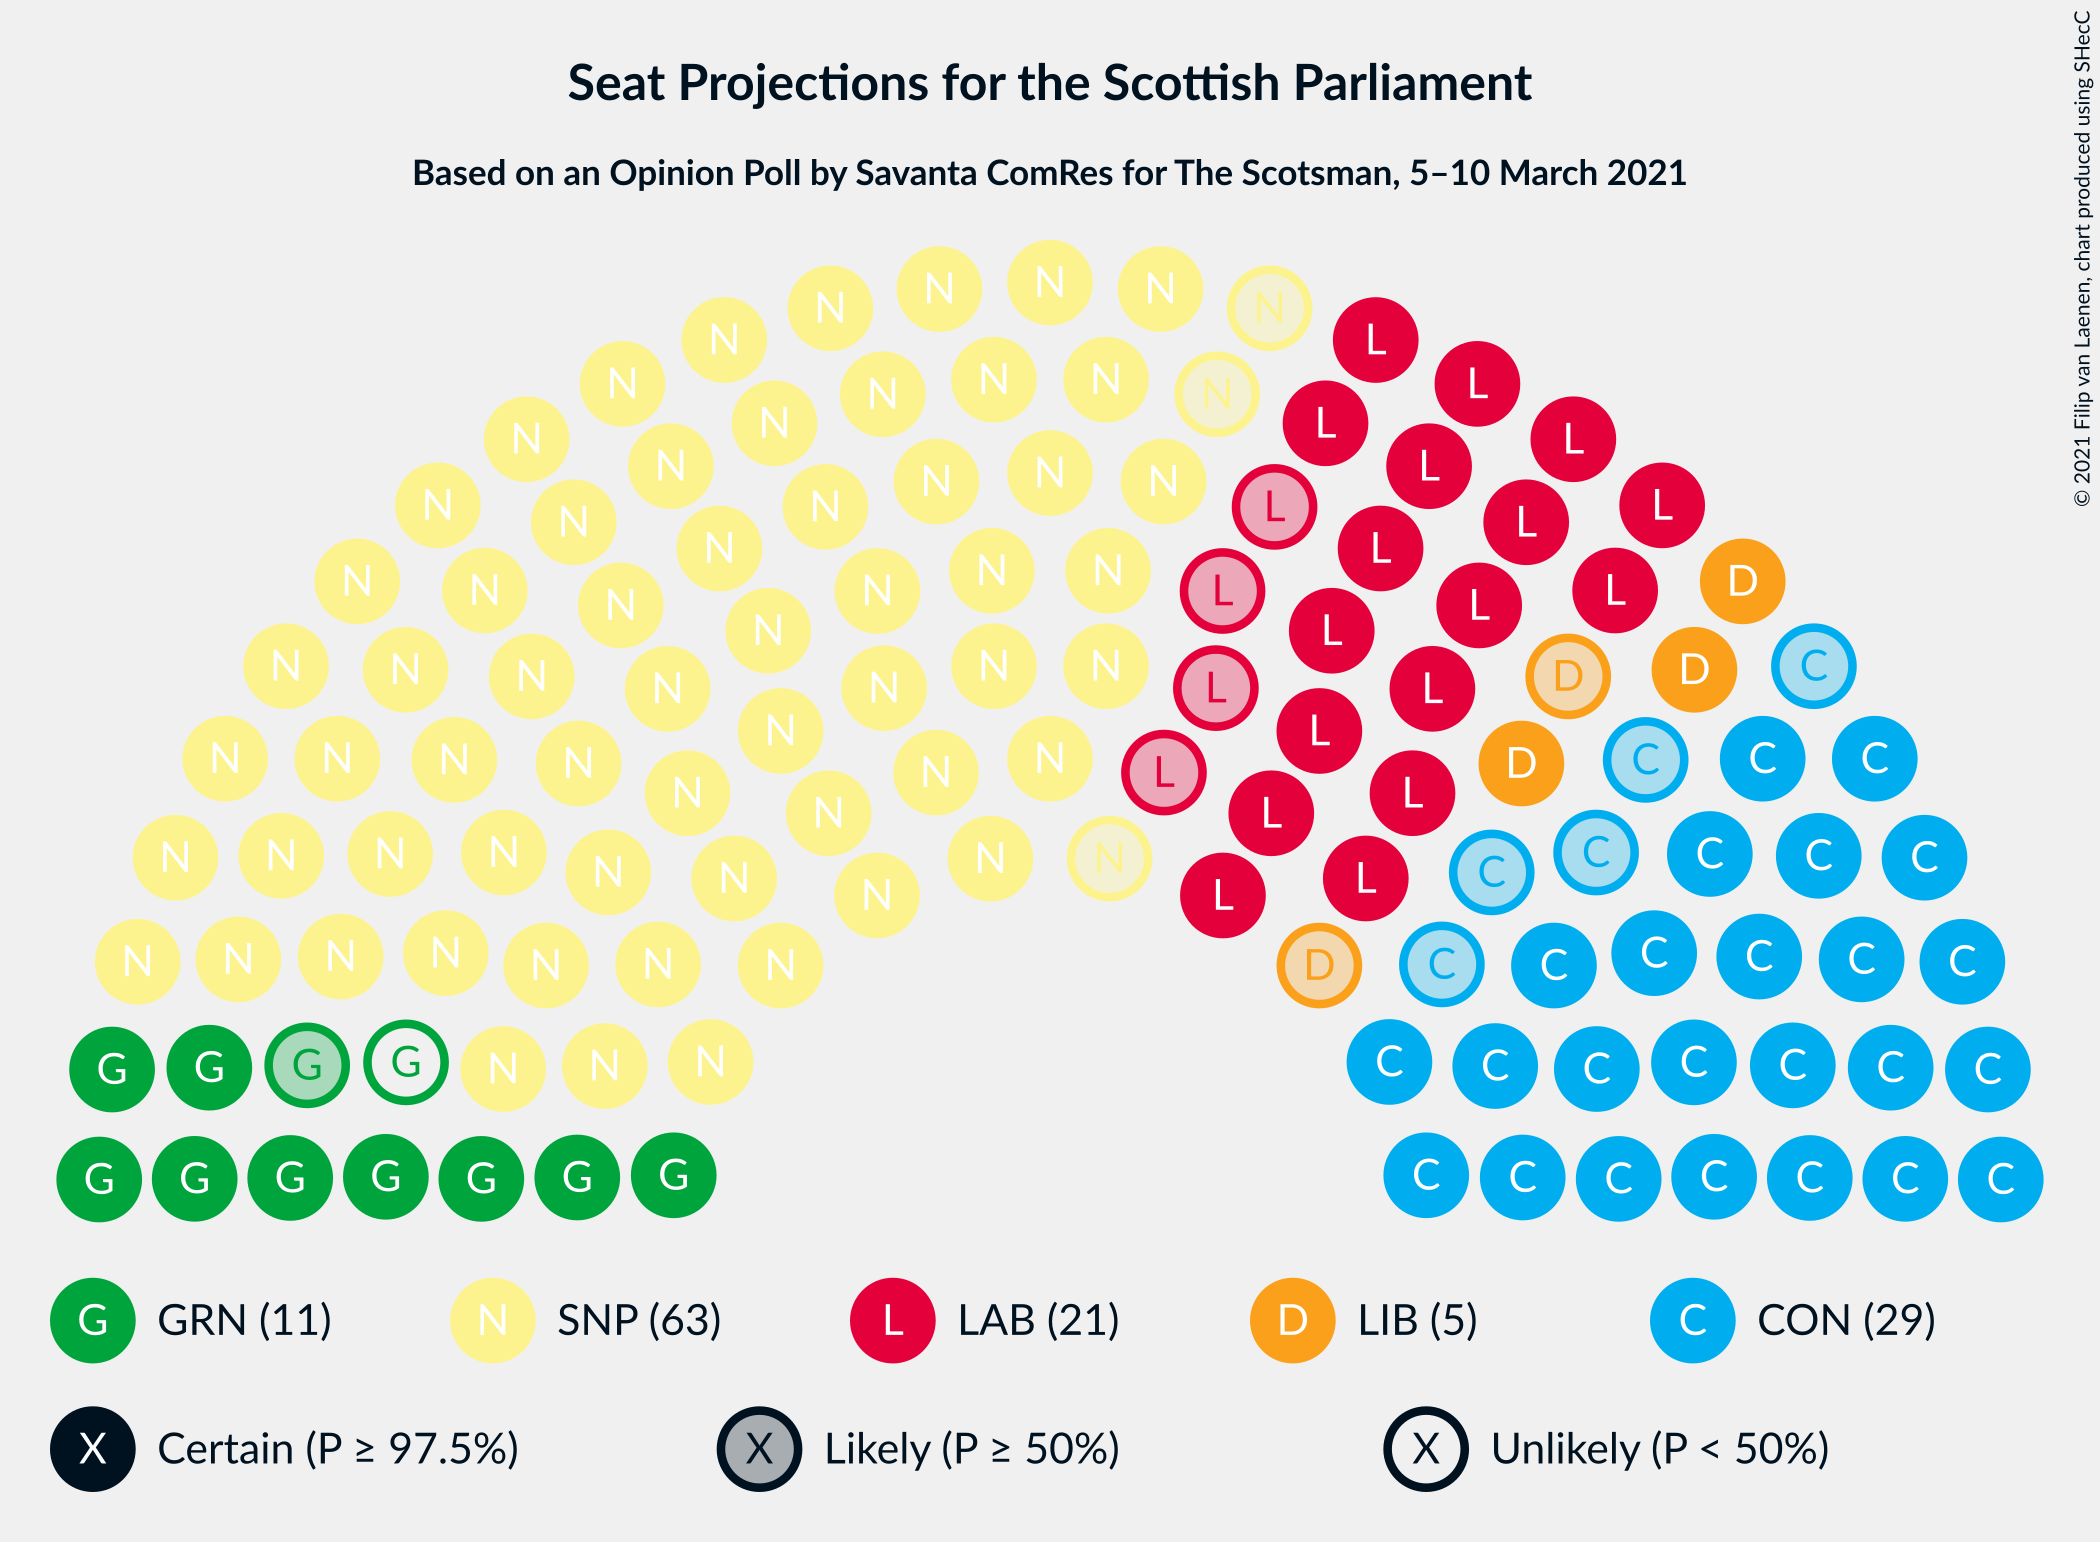 Seat Projections for the Scottish Parliament
Based on an Opinion Poll by Savanta ComRes for The Scotsman, 5–10 March 2021
© 2021 Filip van Laenen, chart produced using SHecC
N N N N N
N N L
N N N N N L
N N N L L
N N N N L L
N N N L L L
N N N N L L L
N N N N L L D
N N N N L L L
N N N N N L L D D C
N N N N N L L D C C C
N N N N L L
N N N N N N N L L C C C C C
N N N N N N N D C C C C C C C
G G G G N N N C C C C C C C
G G G G G G G C C C C C C C
G GRN (11) N SNP (63) L LAB (21) D LIB (5) C CON (29)
X Certain (P ≥ 97.5%) X Likely (P ≥ 50%) X Unlikely (P < 50%)